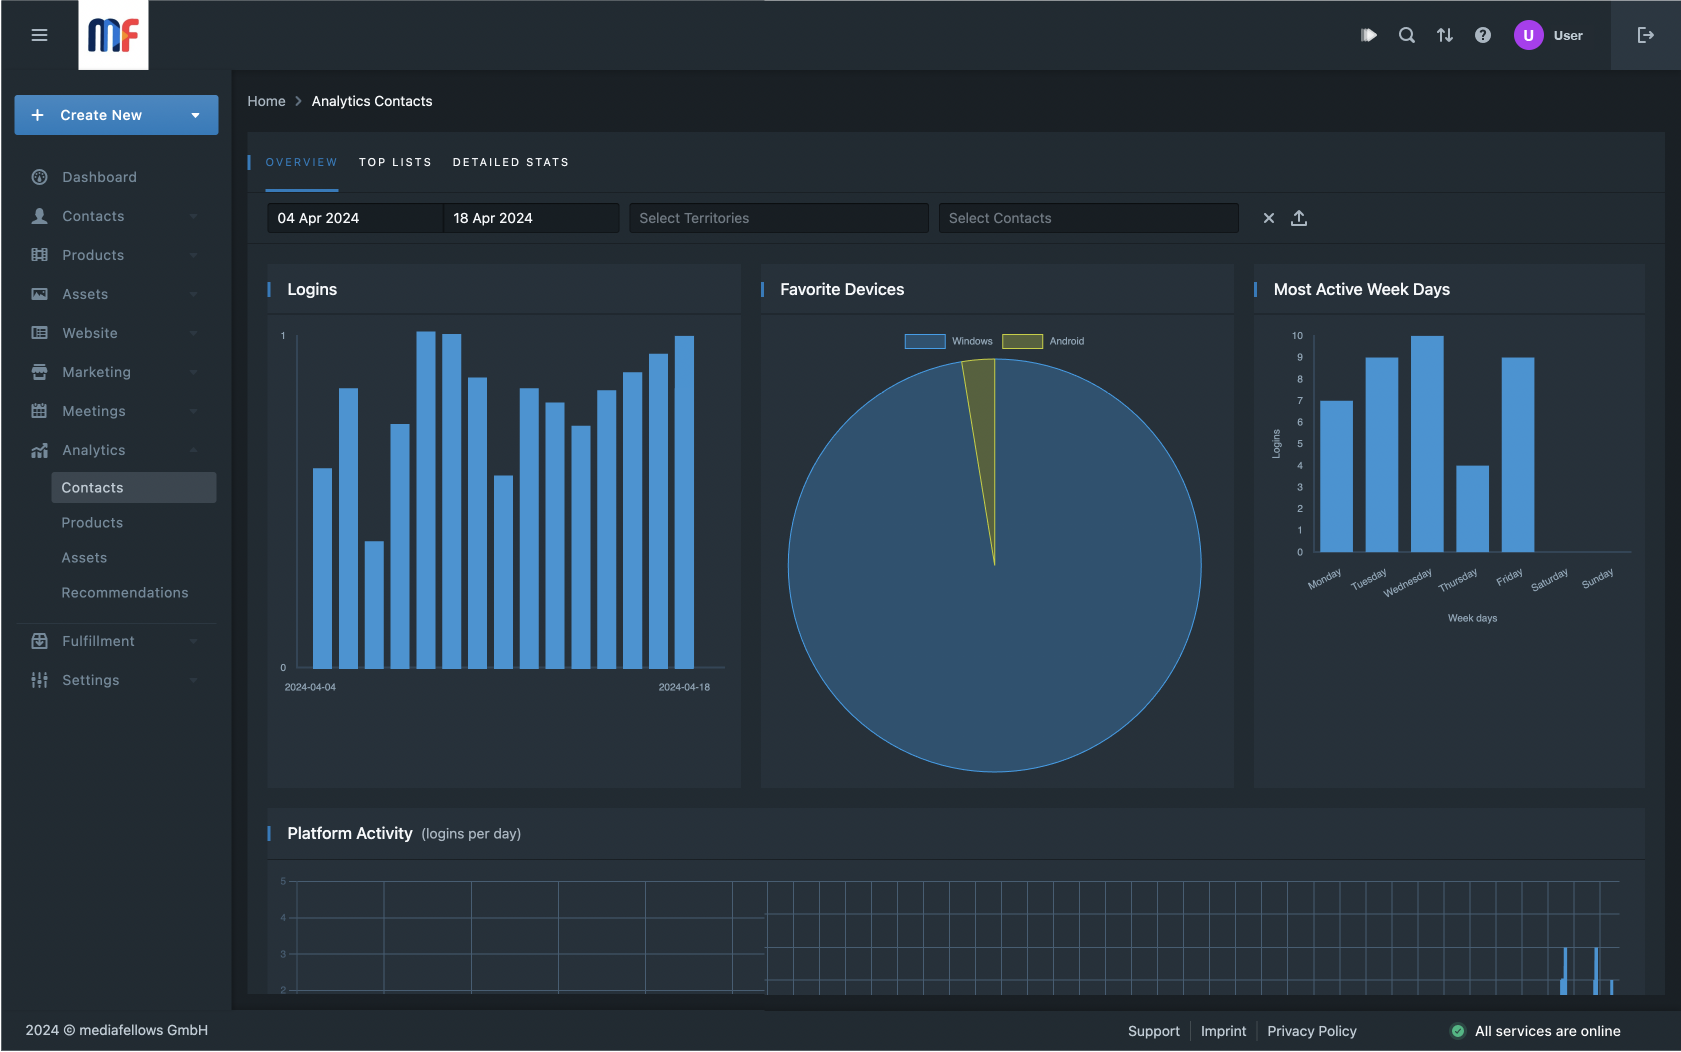 MF
User
U
Home > Analytics Contacts
+ Create New
OVERVIEW TOP LISTS DETAILED STATS
Dashboard
Contacts
Products
Assets
Website
Marketing
Meetings
Analytics
Contacts
Products
Assets
Recommendations
Fulfillment
Settings
04 Apr 2024 18 Apr 2024 Select Territories Select Contacts
Logins
1
0
2024-04-04 2024-04-18
Favorite Devices
Windows Android
Most Active Week Days
Logins
10
9
8
7
6
5
4
3
2
1
0
Monday Tuesday Wednesday Thursday Friday Saturday Sunday
Week days
Platform Activity (logins per day)
5
4
3
2
2024 © mediafellows GmbH
Support Imprint Privacy Policy
All services are online